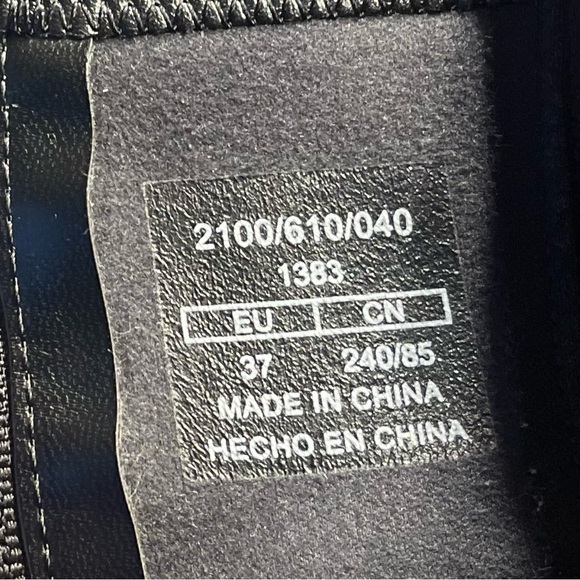 2100/610/040
1383
EU CN
37 240/85
MADE IN CHINA
HECHO EN CHINA